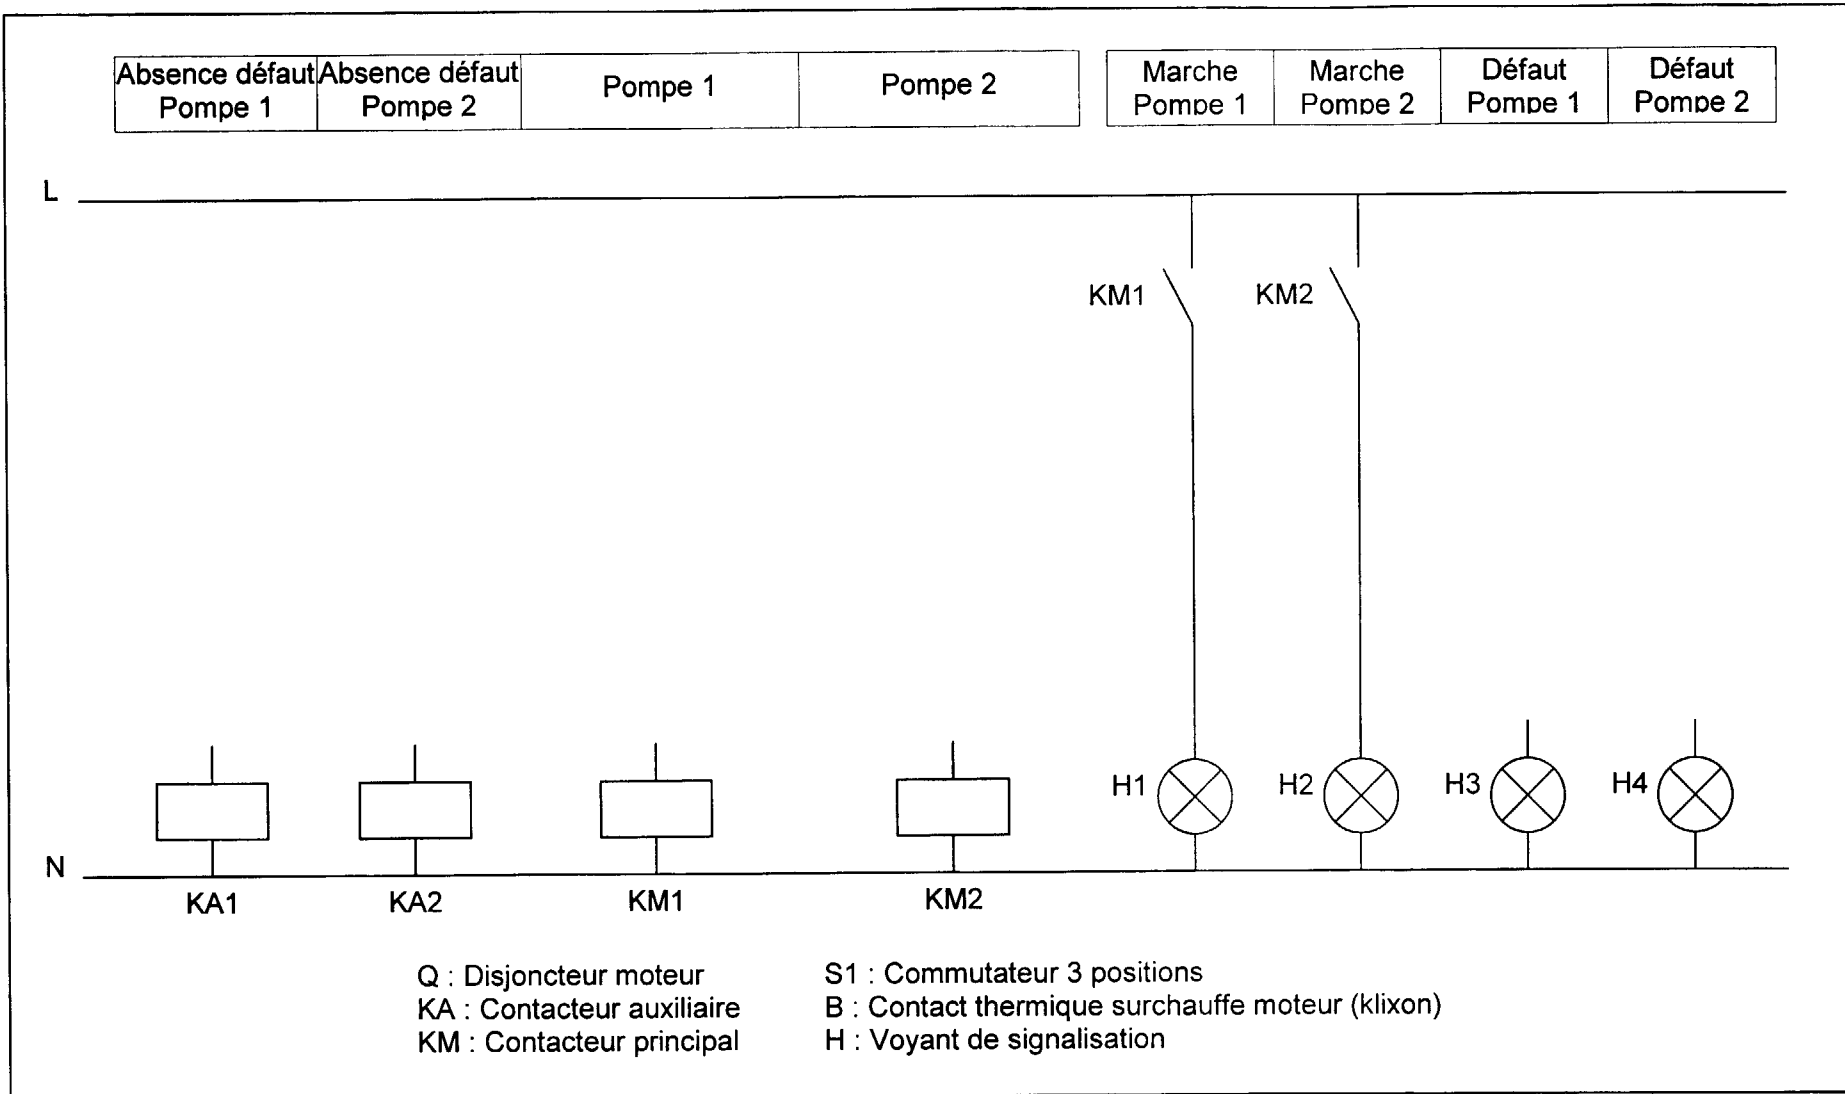 Absence défaut Pompe 1
Absence défaut Pompe 2
Pompe 1
Pompe 2
Marche Pompe 1
Marche Pompe 2
Défaut Pompe 1
Défaut Pompe 2
L
KM1
KM2
H1
H2
H3
H4
N
KA1
KA2
KM1
KM2
Q : Disjoncteur moteur
KA : Contacteur auxiliaire
KM : Contacteur principal
S1 : Commutateur 3 positions
B : Contact thermique surchauffe moteur (klixon)
H : Voyant de signalisation